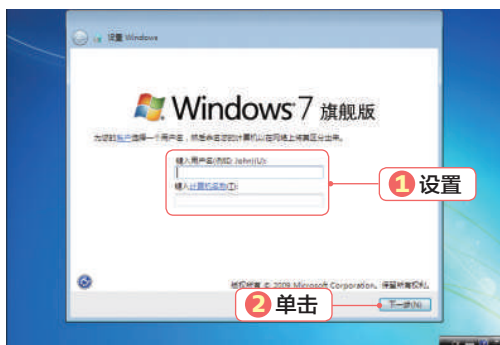 设置 Windows
Windows 7 旗舰版
为您的帐户选择一个用户名，然后命名您的计算机以在网络上将其区分出来。
键入用户名(例如: John)(U):
键入计算机名称(T):
1 设置
版权所有 © 2009 Microsoft Corporation。保留所有权利。
2 单击
下一步(N)